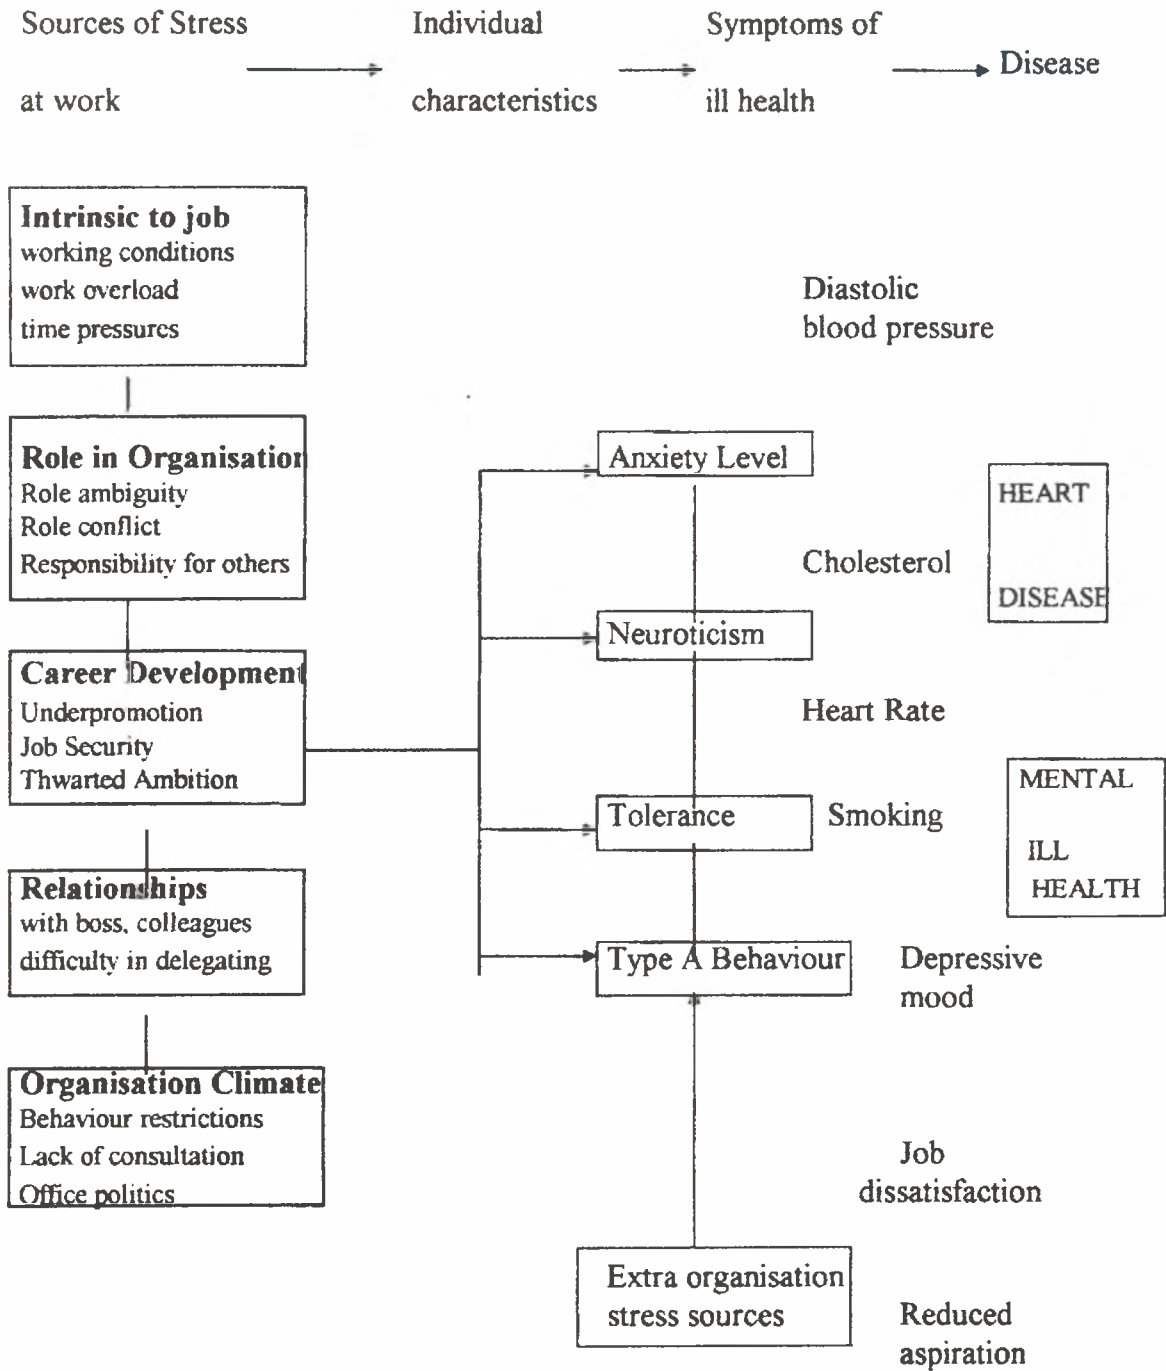 Sources of Stress
at work
Individual
characteristics
Symptoms of
ill health
Disease
Intrinsic to job
working conditions
work overload
time pressures
Role in Organisation
Role ambiguity
Role conflict
Responsibility for others
Career Development
Underpromotion
Job Security
Thwarted Ambition
Relationships
with boss, colleagues
difficulty in delegating
Organisation Climate
Behaviour restrictions
Lack of consultation
Office politics
Anxiety Level
Neuroticism
Tolerance
Type A Behaviour
Extra organisation
stress sources
Diastolic
blood pressure
Cholesterol
Heart Rate
Smoking
Depressive
mood
Job
dissatisfaction
Reduced
aspiration
HEART
DISEASE
MENTAL
ILL
HEALTH